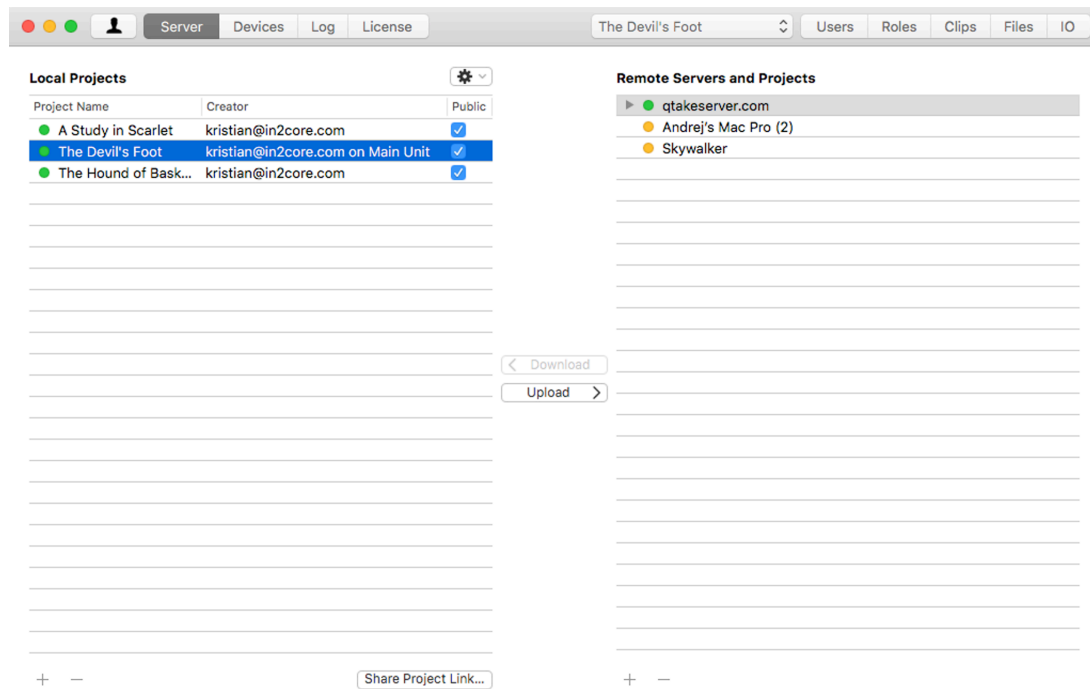 Server Devices Log License The Devil's Foot Users Roles Clips Files IO
Local Projects
Project Name Creator Public
A Study in Scarlet kristian@in2core.com
The Devil's Foot kristian@in2core.com on Main Unit
The Hound of Bask... kristian@in2core.com
Share Project Link...
Download
Upload
Remote Servers and Projects
qtakeserver.com
Andrej's Mac Pro (2)
Skywalker